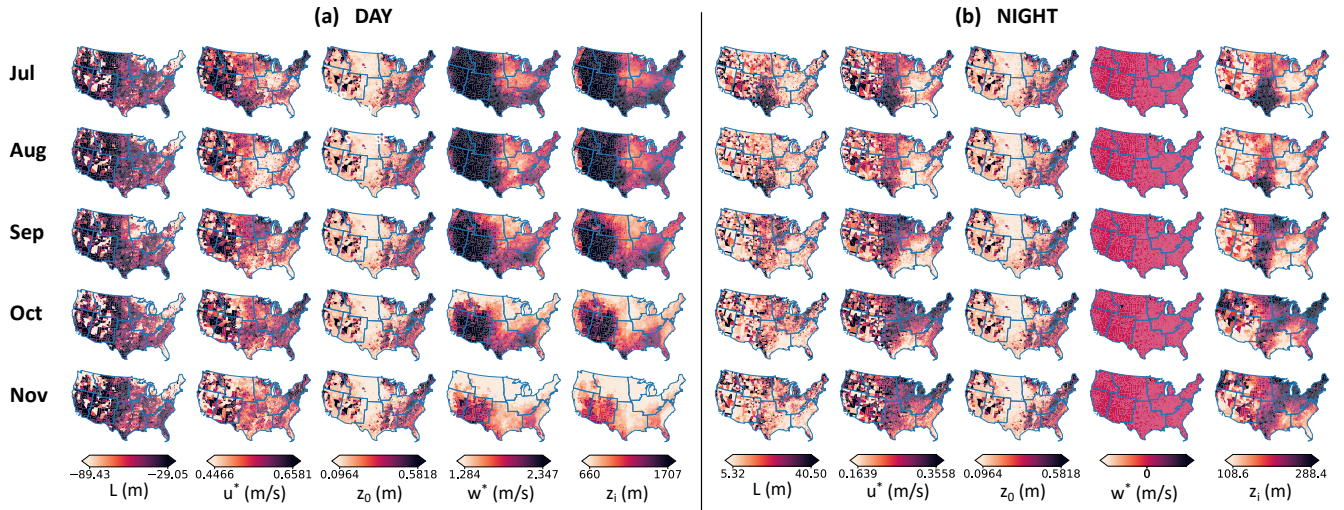 (a) DAY
(b) NIGHT
Jul
Aug
Sep
Oct
Nov
−89.43 −29.05
L (m)
0.4466 0.6581
u* (m/s)
0.0964 0.5818
z₀ (m)
1.284 2.347
w* (m/s)
660 1707
zᵢ (m)
5.32 40.50
L (m)
0.1639 0.3558
u* (m/s)
0.0964 0.5818
z₀ (m)
0
w* (m/s)
108.6 288.4
zᵢ (m)